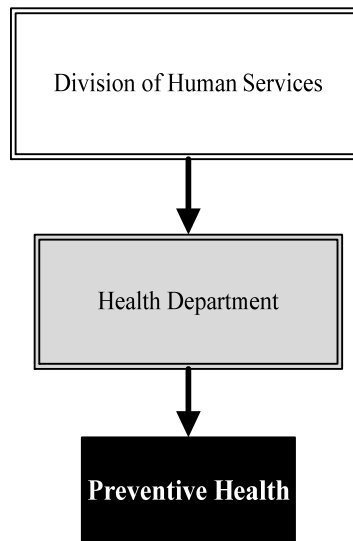 Division of Human Services
Health Department
Preventive Health